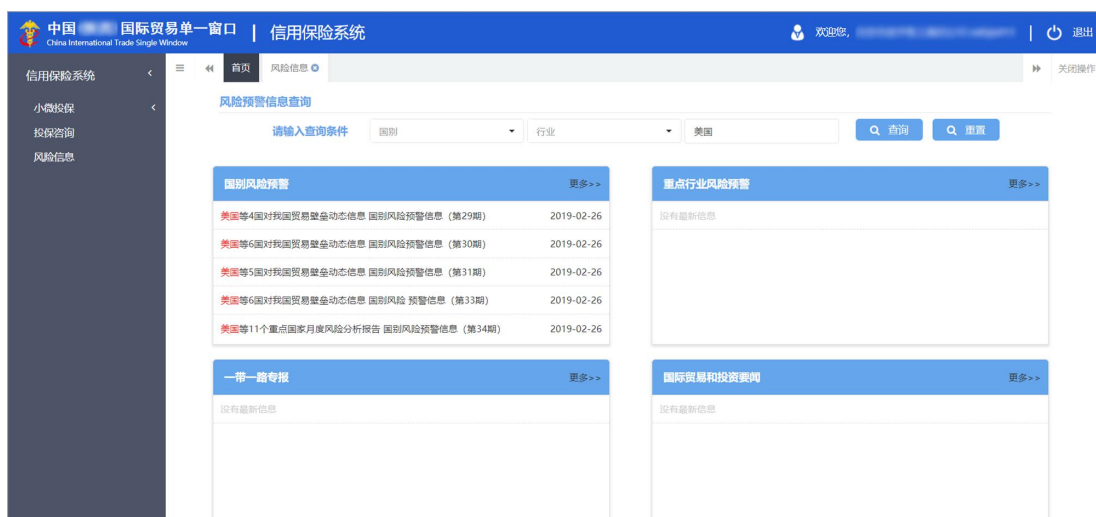 中国 国际贸易单一窗口 | 信用保险系统
China International Trade Single Window
欢迎您,
退出
信用保险系统
小微投保
投保咨询
风险信息
首页 风险信息
关闭操作
风险预警信息查询
请输入查询条件 国别 行业 美国 查询 重置
国别风险预警 更多>>
美国等4国对我国贸易壁垒动态信息 国别风险预警信息 (第29期) 2019-02-26
美国等6国对我国贸易壁垒动态信息 国别风险预警信息 (第30期) 2019-02-26
美国等5国对我国贸易壁垒动态信息 国别风险预警信息 (第31期) 2019-02-26
美国等6国对我国贸易壁垒动态信息 国别风险 预警信息 (第33期) 2019-02-26
美国等11个重点国家月度风险分析报告 国别风险预警信息 (第34期) 2019-02-26
重点行业风险预警 更多>>
没有最新信息
一带一路专报 更多>>
没有最新信息
国际贸易和投资要闻 更多>>
没有最新信息